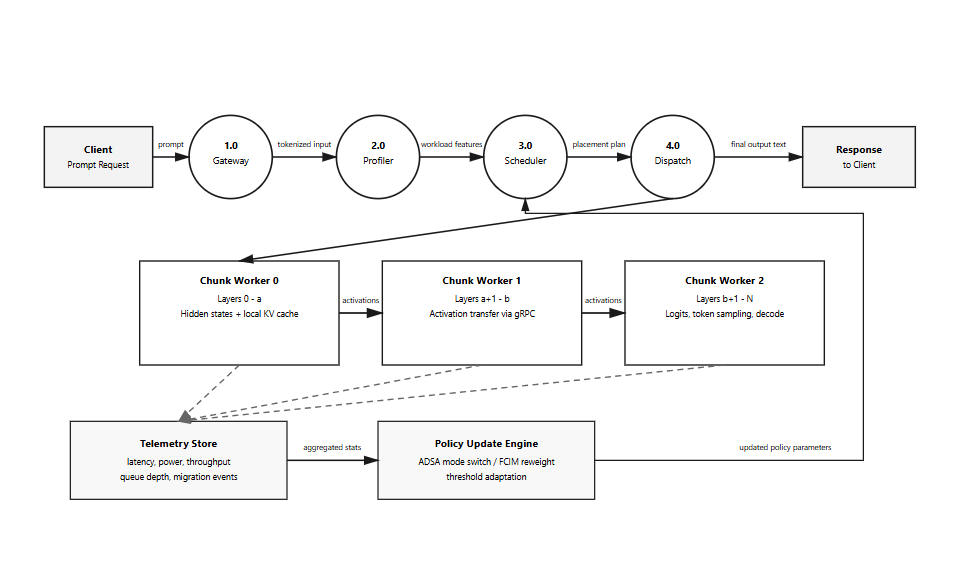 Client
Prompt Request
prompt
1.0
Gateway
tokenized input
2.0
Profiler
workload features
3.0
Scheduler
placement plan
4.0
Dispatch
final output text
Response
to Client
Chunk Worker 0
Layers 0 - a
Hidden states + local KV cache
activations
Chunk Worker 1
Layers a+1 - b
Activation transfer via gRPC
activations
Chunk Worker 2
Layers b+1 - N
Logits, token sampling, decode
Telemetry Store
latency, power, throughput
queue depth, migration events
aggregated stats
Policy Update Engine
ADSA mode switch / FCIM reweight
threshold adaptation
updated policy parameters